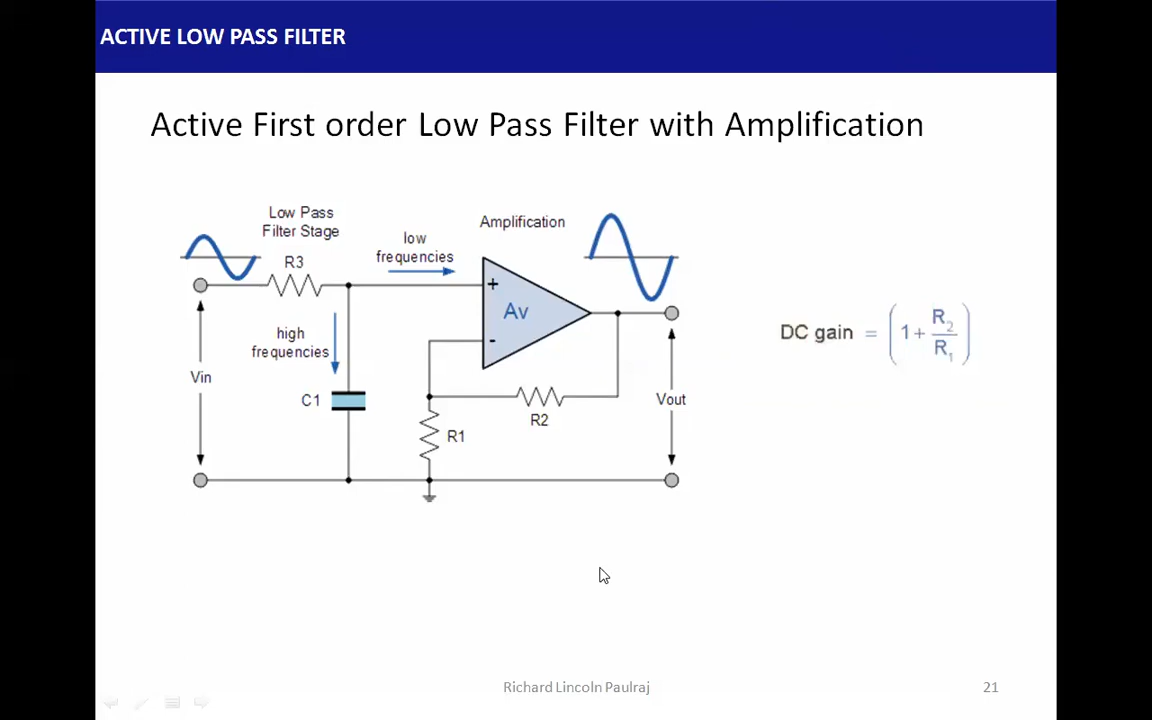 ACTIVE LOW PASS FILTER
Active First order Low Pass Filter with Amplification
Low Pass
Filter Stage
R3
low
frequencies
Amplification
+
Av
-
high
frequencies
Vin
C1
R1
R2
Vout
DC gain = (1 + R₂/R₁)
Richard Lincoln Paulraj
21